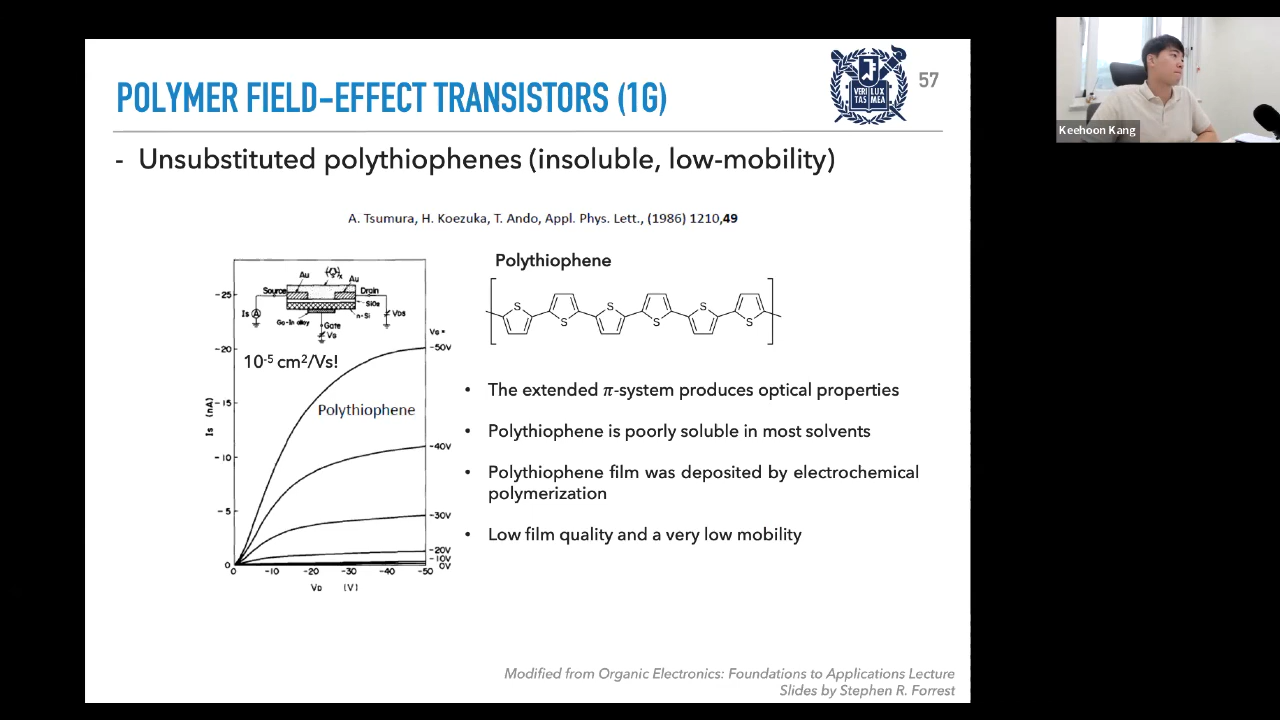 POLYMER FIELD-EFFECT TRANSISTORS (1G)
VERI LUX
TAS MEA
57
Keehoon Kang
- Unsubstituted polythiophenes (insoluble, low-mobility)
A. Tsumura, H. Koezuka, T. Ando, Appl. Phys. Lett., (1986) 1210,49
Polythiophene
S S S S S S
Au Au
Source Drain
SiO₂
n-Si
Is A
VDS
Ga-In alloy
Gate
VG
10⁻⁵ cm²/Vs!
Polythiophene
Is (nA)
-25
-20
-15
-10
-5
0
VG=
-50V
-40V
-30V
-20V
-10V
0V
0 -10 -20 -30 -40 -50
VD (V)
• The extended π-system produces optical properties
• Polythiophene is poorly soluble in most solvents
• Polythiophene film was deposited by electrochemical
polymerization
• Low film quality and a very low mobility
Modified from Organic Electronics: Foundations to Applications Lecture
Slides by Stephen R. Forrest